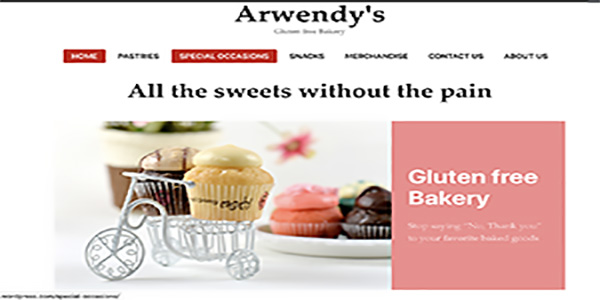 Arwendy's
Gluten free Bakery
HOME PASTRIES SPECIAL OCCASIONS SNACKS MERCHANDISE CONTACT US ABOUT US
All the sweets without the pain
Gluten free
Bakery
Stop saying "No, Thank you"
to your favorite baked goods
wordpress.com/special-occasions/